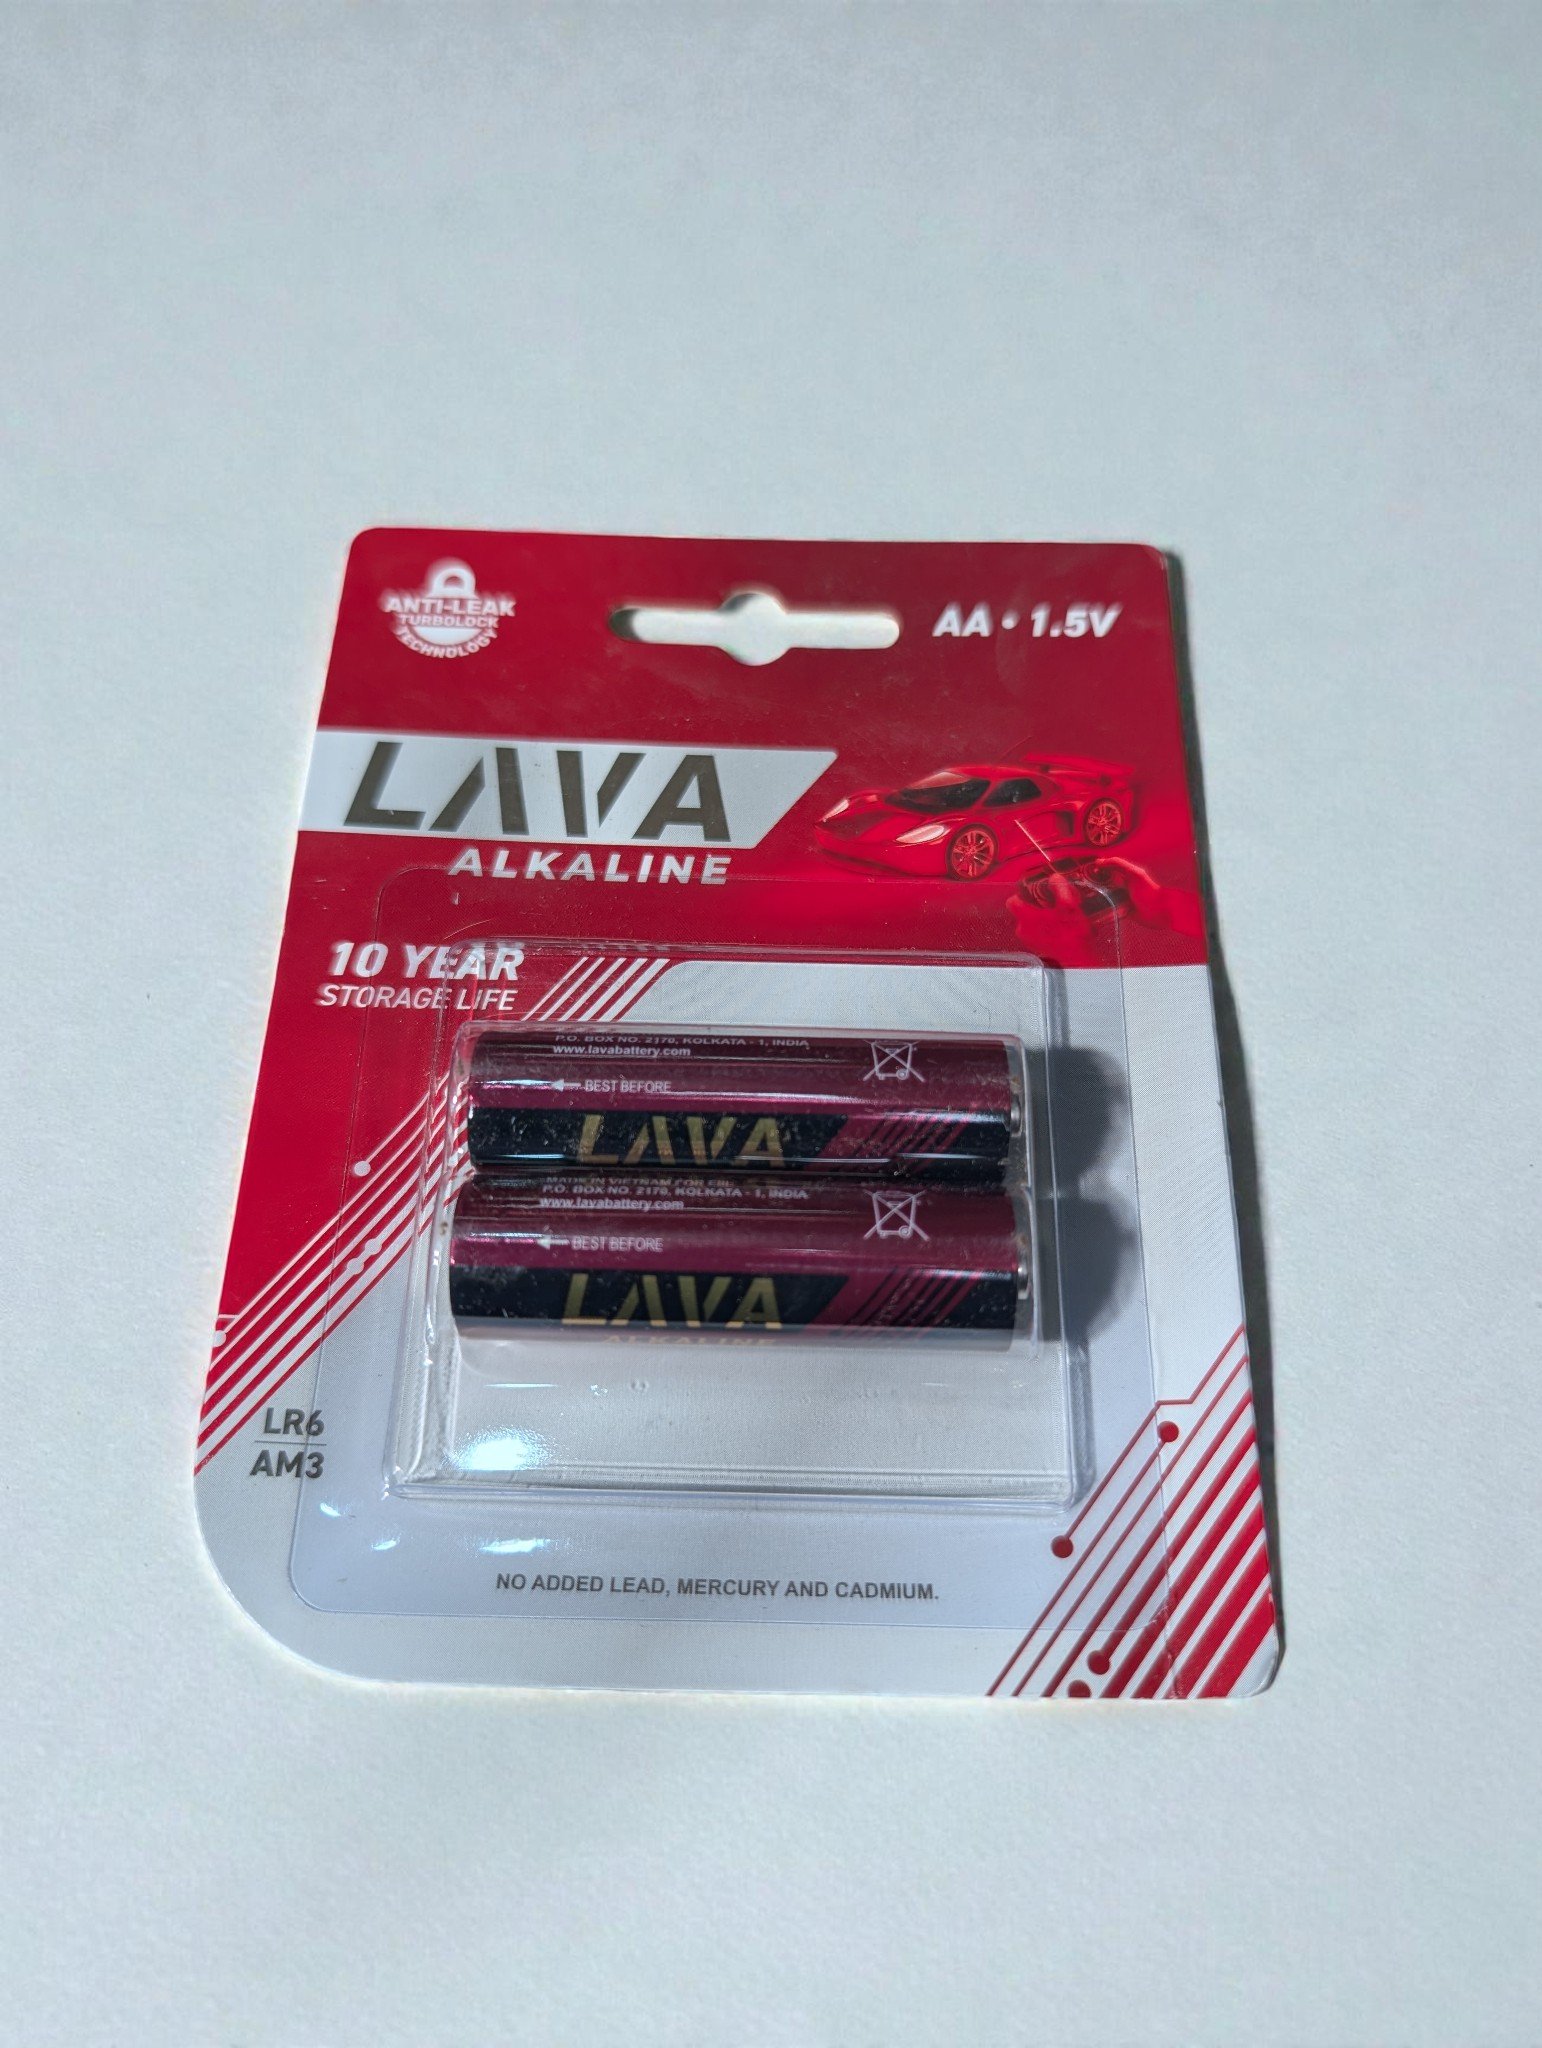 ANTI-LEAK
TURBOLOCK
TECHNOLOGY
AA • 1.5V
LAVA
ALKALINE
10 YEAR
STORAGE LIFE
P.O. BOX NO. 2178, KOLKATA - 1, INDIA
www.lavabattery.com
BEST BEFORE
LAVA
MADE IN VIETNAM FOR
P.O. BOX NO. 2178, KOLKATA - 1, INDIA
www.lavabattery.com
BEST BEFORE
LAVA
ALKALINE
LR6
AM3
NO ADDED LEAD, MERCURY AND CADMIUM.